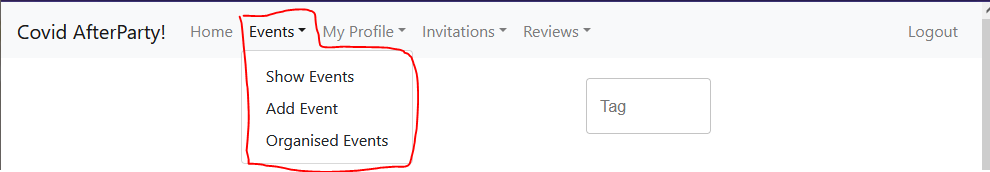 Covid AfterParty! Home Events My Profile Invitations Reviews Logout
Show Events
Tag
Add Event
Organised Events